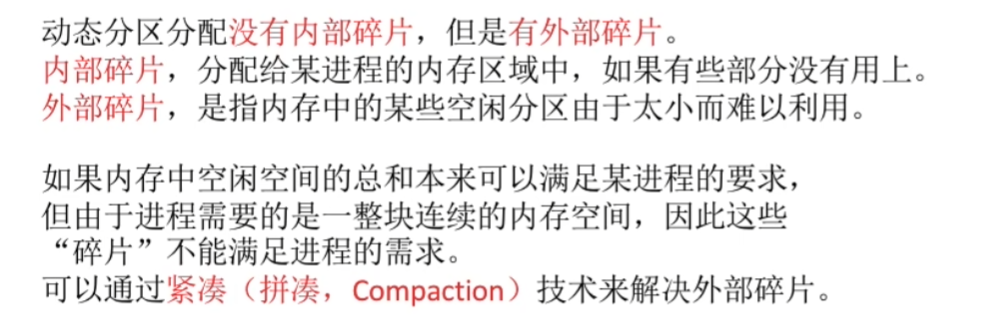 动态分区分配没有内部碎片，但是有外部碎片。
内部碎片，分配给某进程的内存区域中，如果有些部分没有用上。
外部碎片，是指内存中的某些空闲分区由于太小而难以利用。
如果内存中空闲空间的总和本来可以满足某进程的要求，
但由于进程需要的是一整块连续的内存空间，因此这些
“碎片”不能满足进程的需求。
可以通过紧凑（拼凑，Compaction）技术来解决外部碎片。